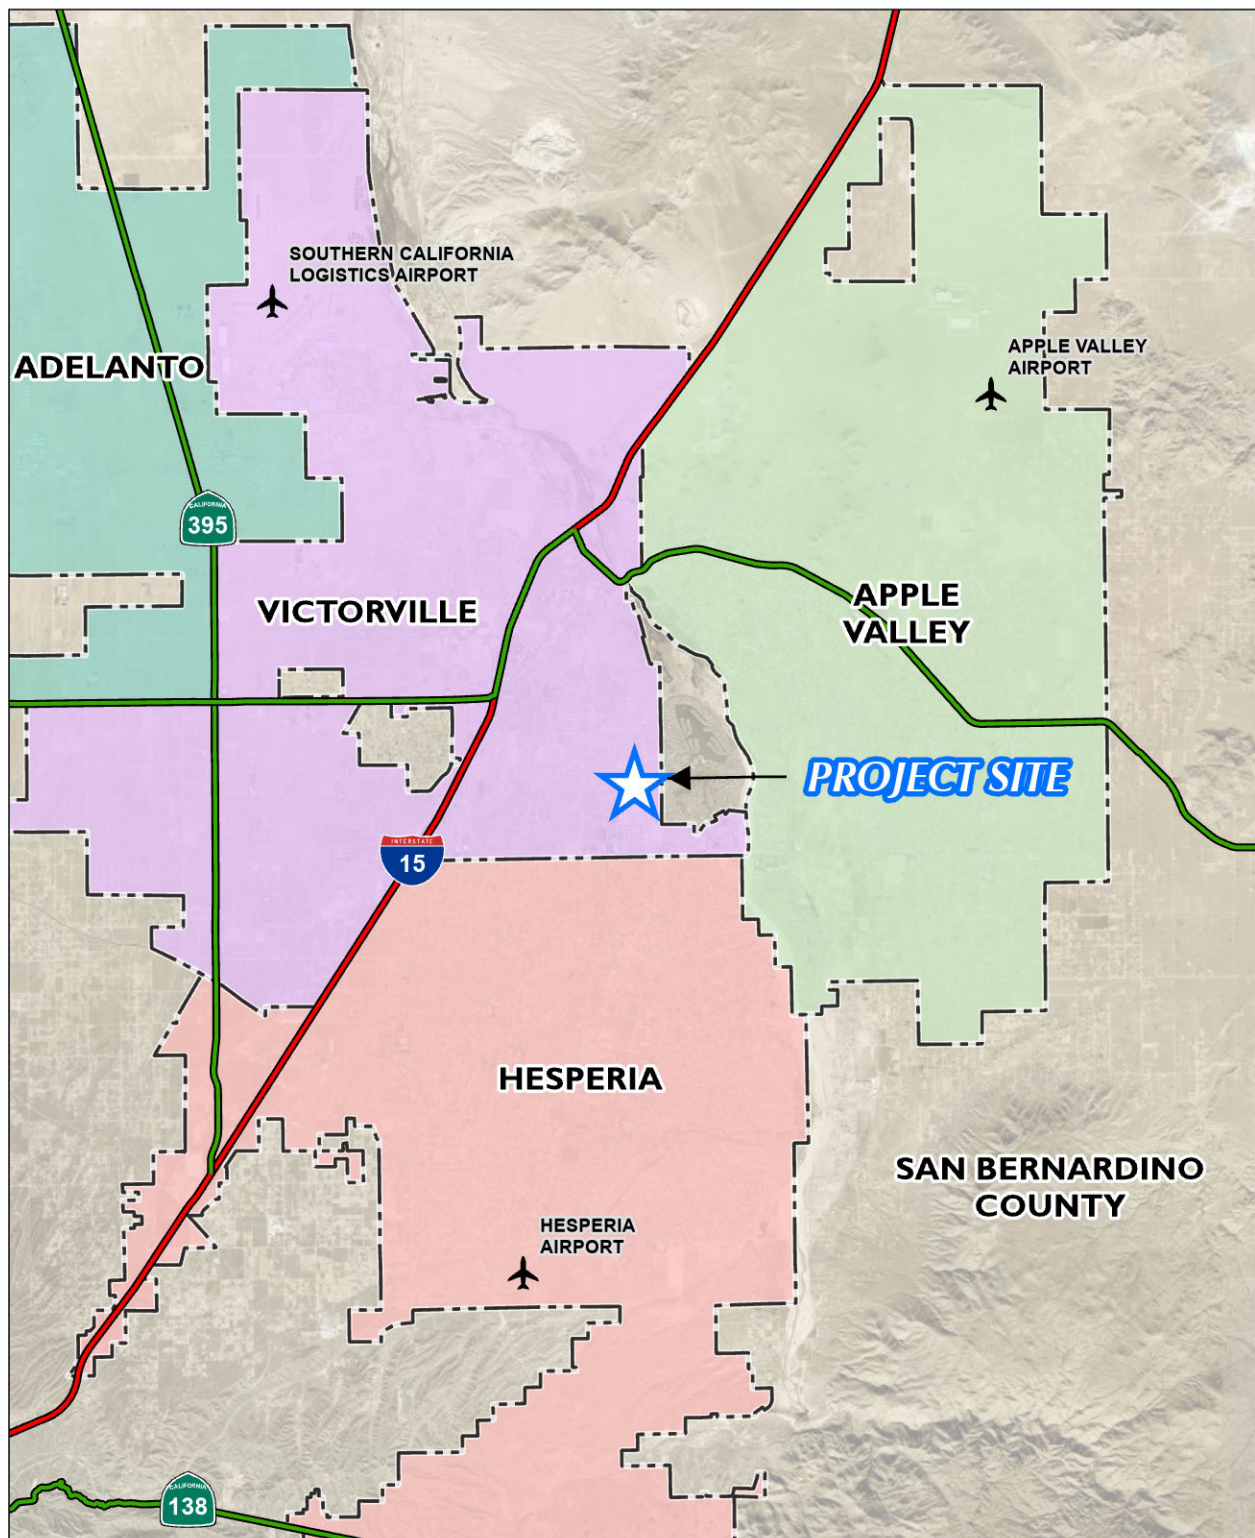 SOUTHERN CALIFORNIA
LOGISTICS AIRPORT
ADELANTO
APPLE VALLEY
AIRPORT
CALIFORNIA
395
VICTORVILLE
APPLE
VALLEY
PROJECT SITE
INTERSTATE
15
HESPERIA
SAN BERNARDINO
COUNTY
HESPERIA
AIRPORT
CALIFORNIA
138